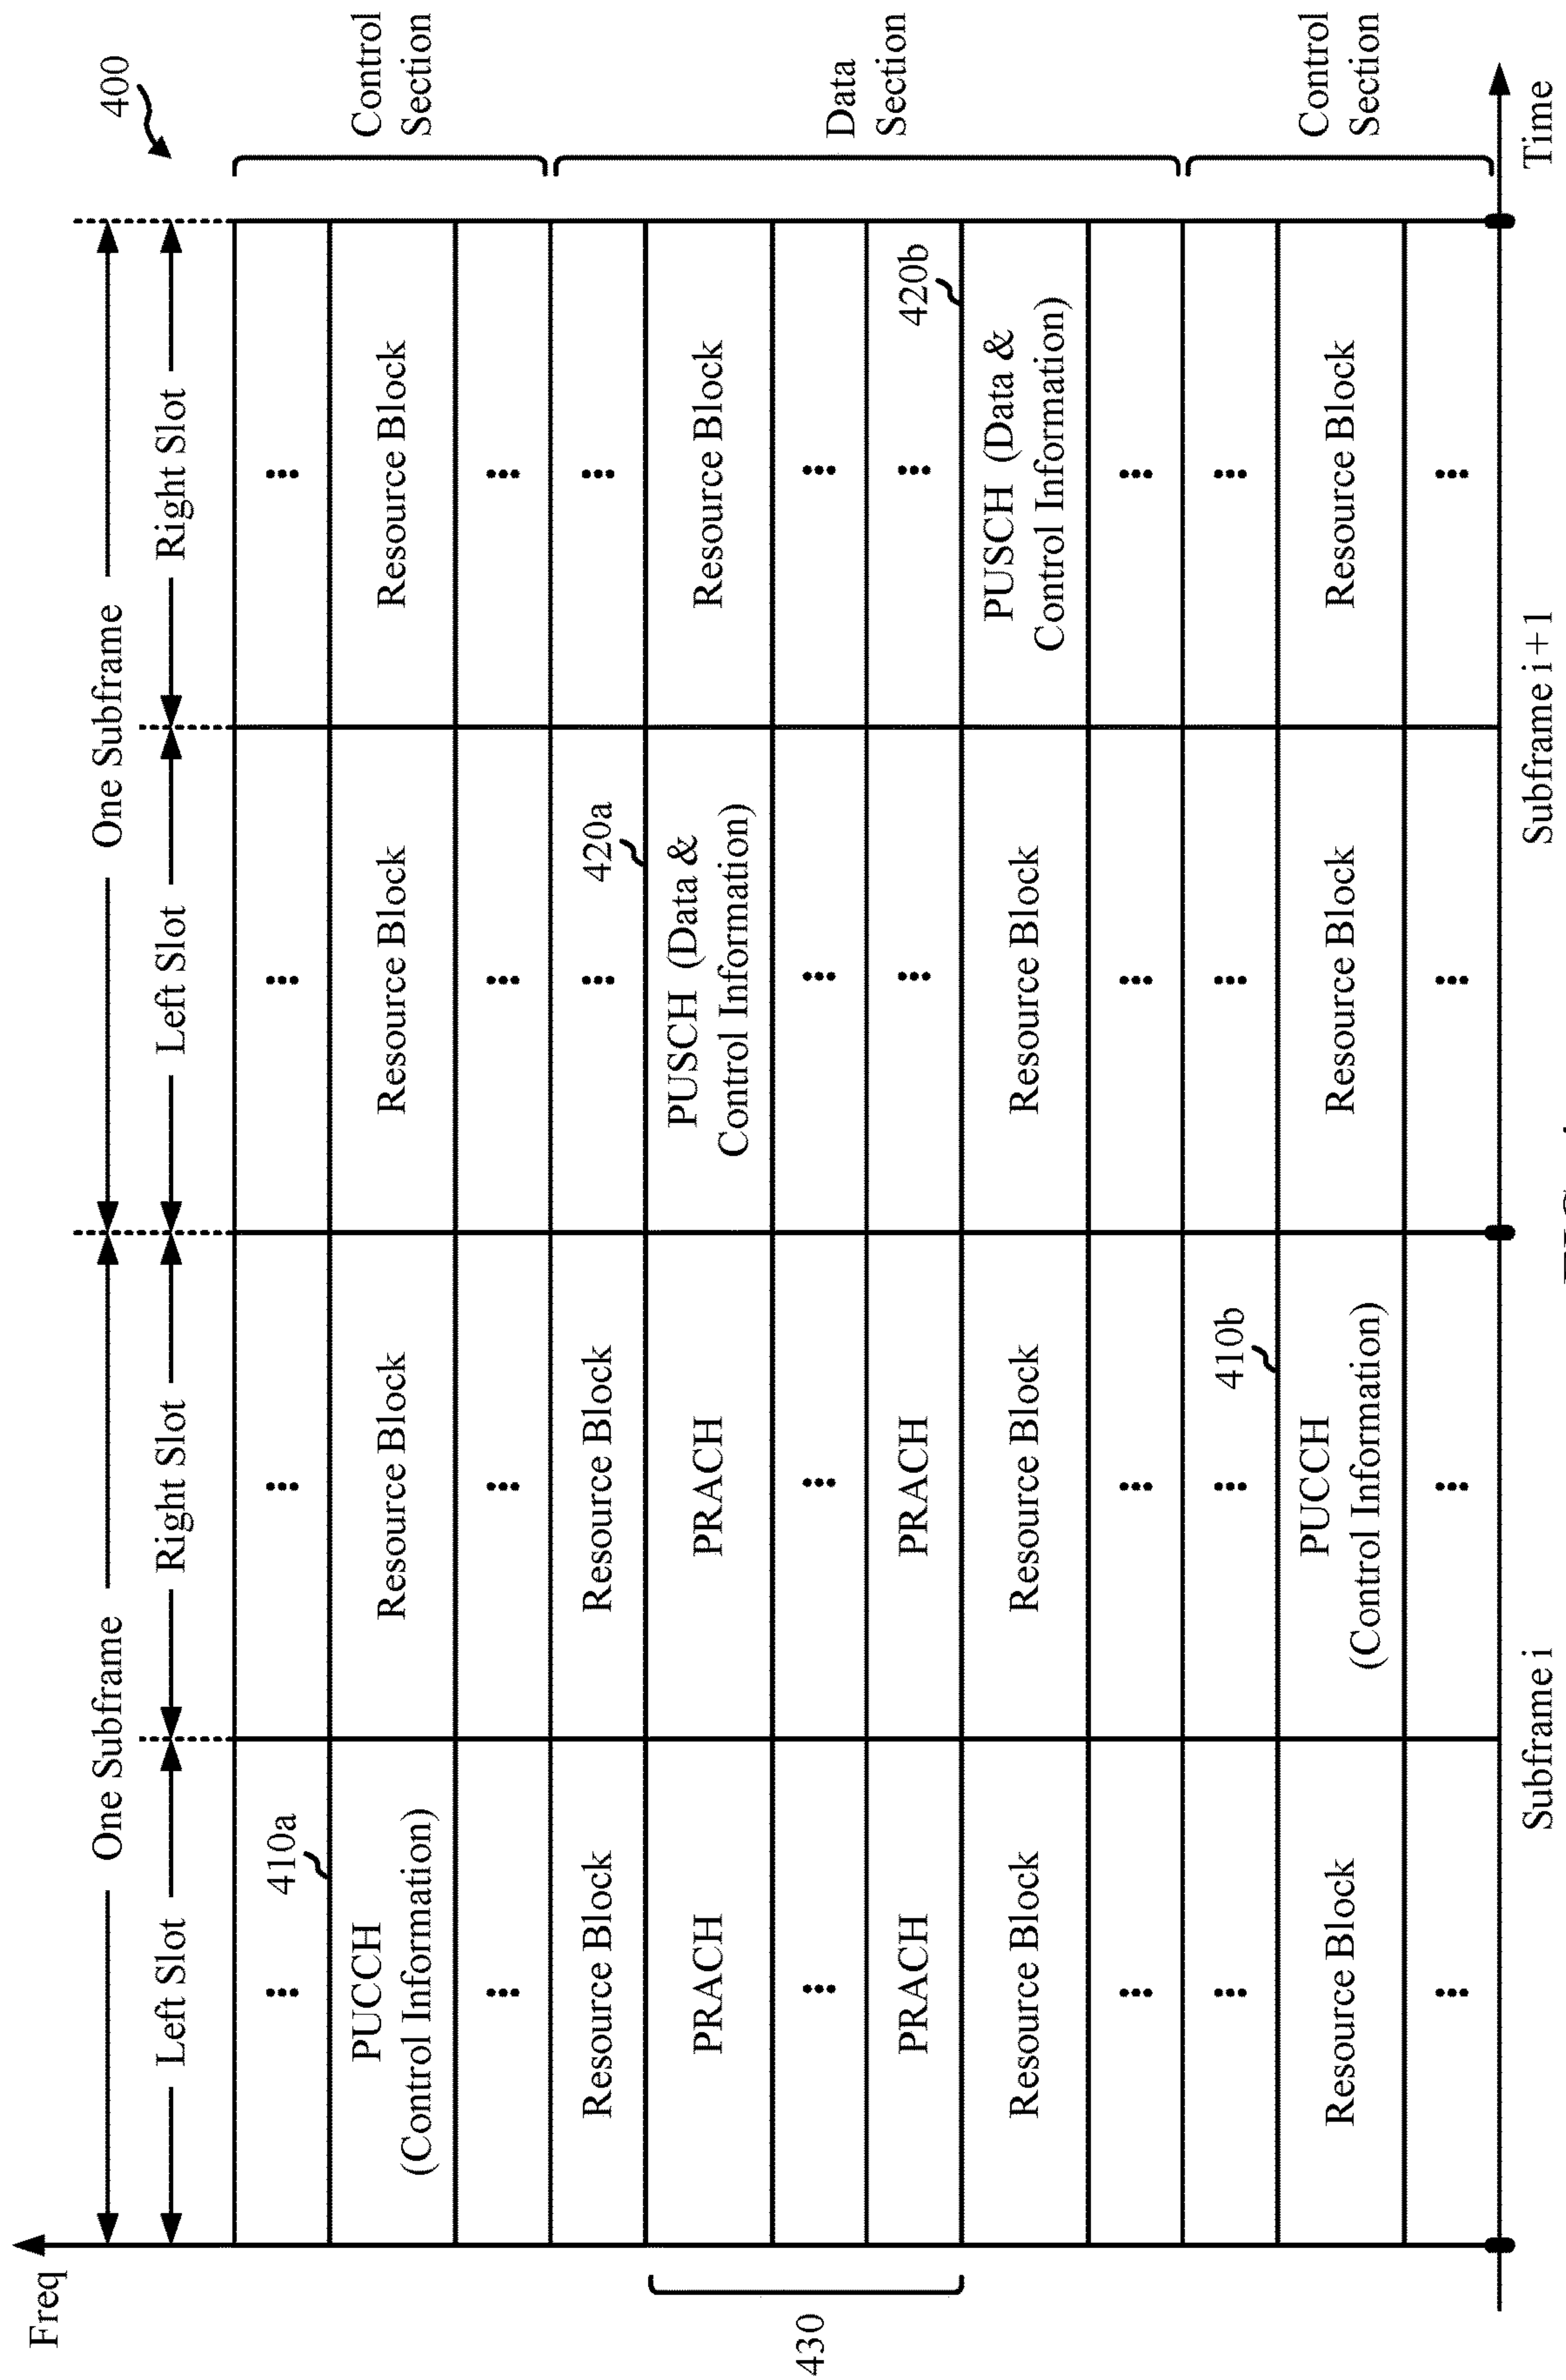 400
One Subframe
One Subframe
Left Slot
Right Slot
Left Slot
Right Slot
Freq
Control
Section
Data
Section
Control
Section
410a
PUCCH
(Control Information)
Resource Block
Resource Block
Resource Block
420a
Resource Block
Resource Block
430
PRACH
PRACH
PUSCH (Data &
Control Information)
Resource Block
PRACH
PRACH
420b
Resource Block
Resource Block
Resource Block
PUSCH (Data &
Control Information)
410b
Resource Block
PUCCH
(Control Information)
Resource Block
Resource Block
Time
Subframe i
Subframe i+1